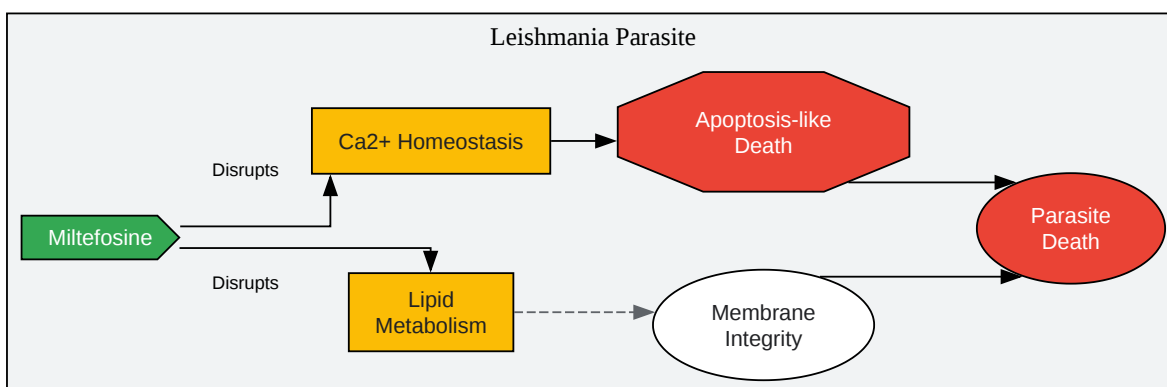 Leishmania Parasite
Apoptosis-like
Death
Ca2+ Homeostasis
Disrupts
Miltefosine
Parasite
Death
Disrupts
Lipid
Metabolism
Membrane
Integrity